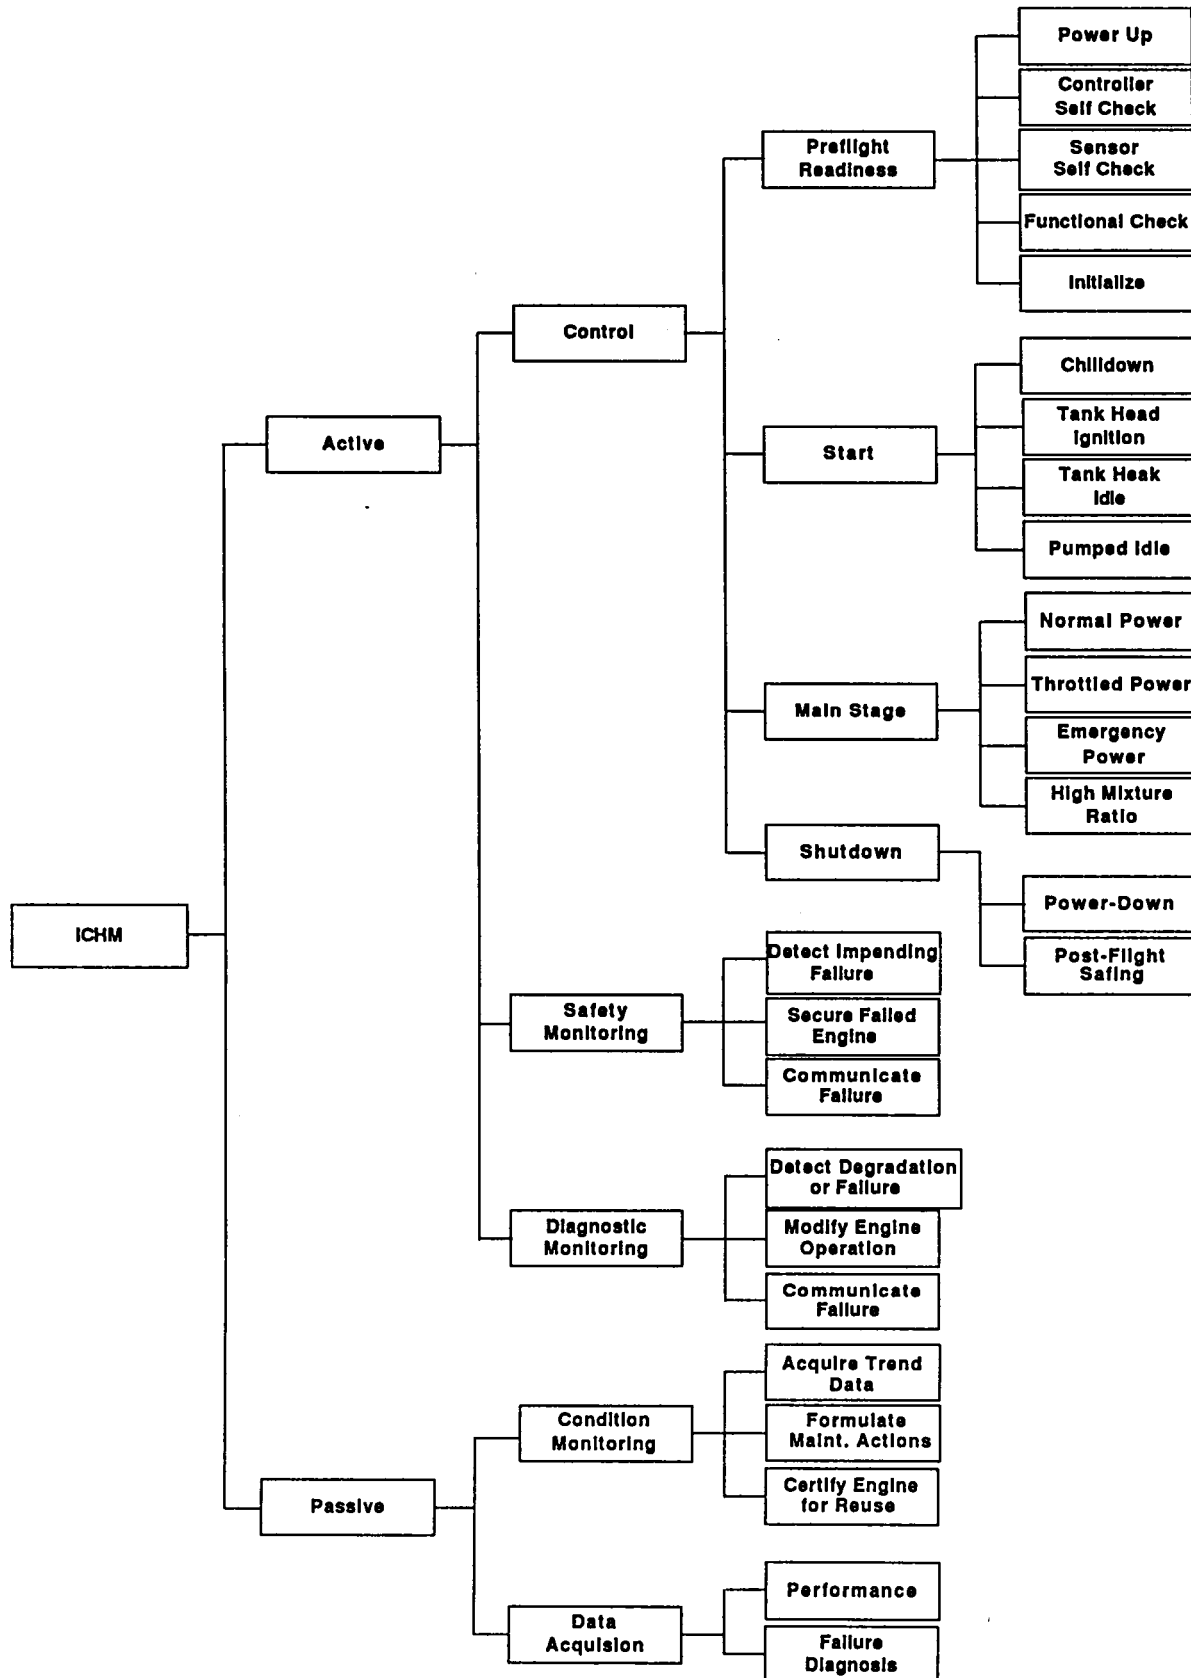 Power Up
Controller
Self Check
Preflight
Readiness
Sensor
Self Check
Functional Check
Initialize
Control
Chilldown
Active
Tank Head
Ignition
Start
Tank Heak
Idle
Pumped Idle
Normal Power
Throttled Power
Main Stage
Emergency
Power
High Mixture
Ratio
Shutdown
Power-Down
ICHM
Detect Impending
Failure
Post-Flight
Safing
Safety
Monitoring
Secure Failed
Engine
Communicate
Failure
Detect Degradation
or Failure
Diagnostic
Monitoring
Modify Engine
Operation
Communicate
Failure
Acquire Trend
Data
Condition
Monitoring
Formulate
Maint. Actions
Certify Engine
for Reuse
Passive
Performance
Data
Acquision
Failure
Diagnosis